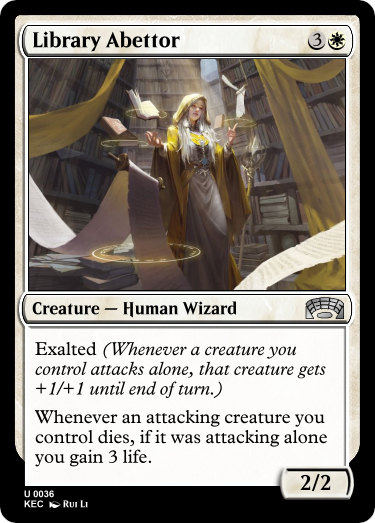 Library Abettor 3
Creature — Human Wizard
Exalted (Whenever a creature you
control attacks alone, that creature gets
+1/+1 until end of turn.)
Whenever an attacking creature you
control dies, if it was attacking alone
you gain 3 life.
2/2
U 0036
KEC Rui Li